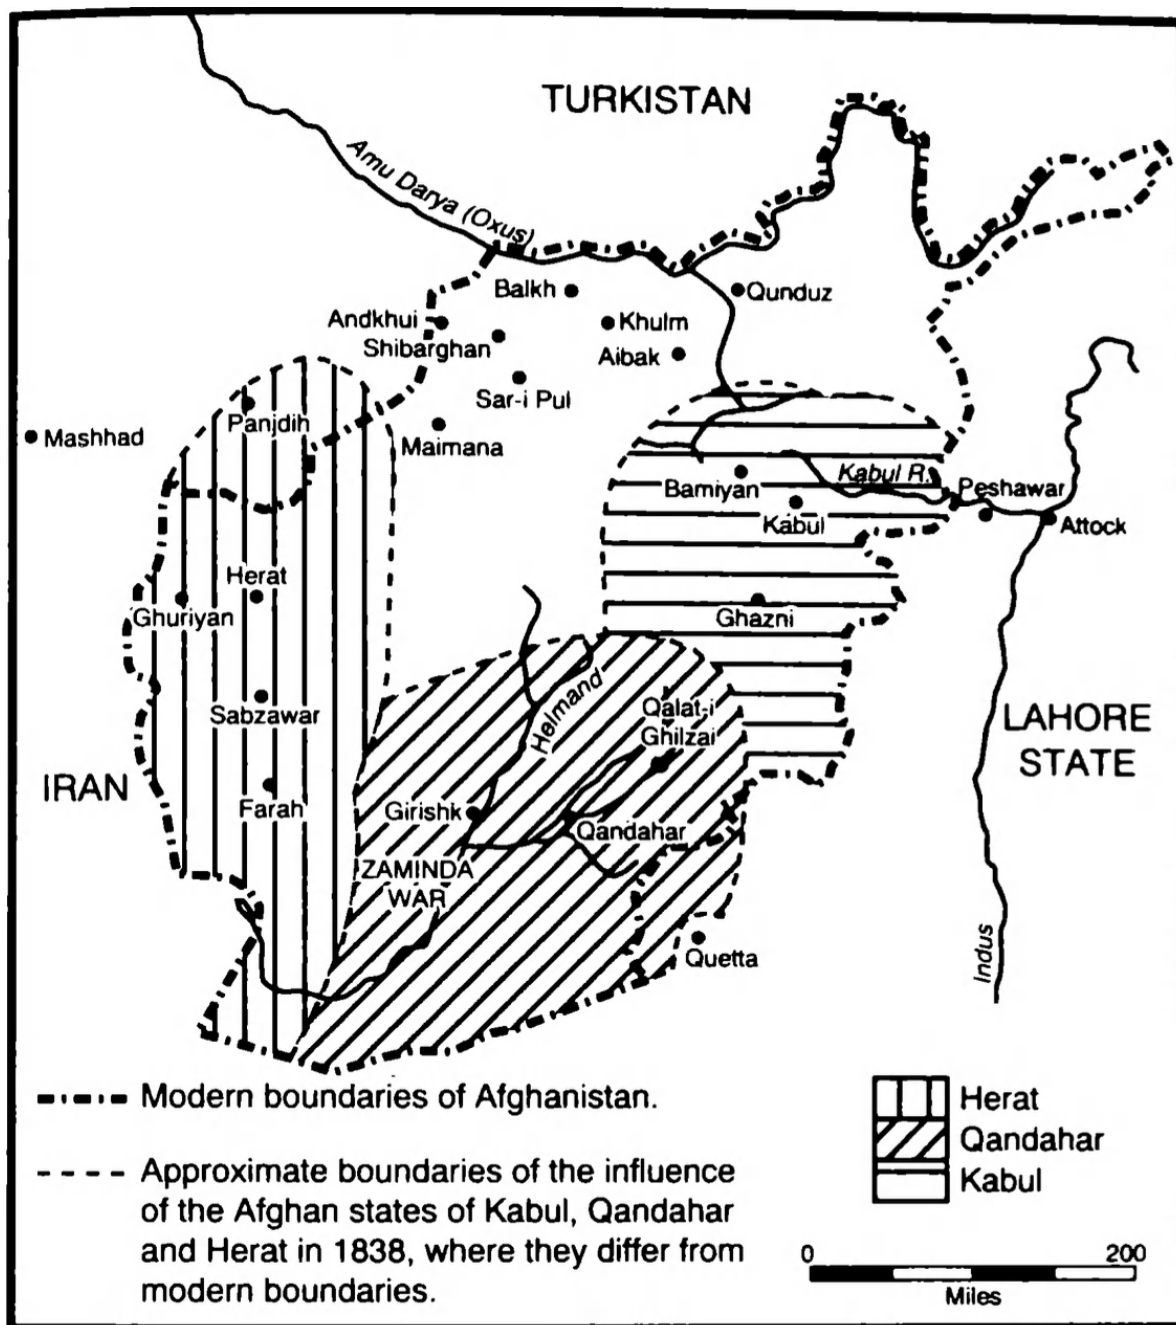 TURKISTAN
Amu Darya (Oxus)
Balkh
Qunduz
Andkhui
Khulm
Shibarghan
Aibak
Sar-i Pul
Panjdih
Mashhad
Maimana
Kabul R.
Bamiyan
Peshawar
Kabul
Attock
Herat
Ghuriyan
Ghazni
Helmand
Qalat-i
Ghilzai
Sabzawar
LAHORE
STATE
IRAN
Farah
Girishk
Qandahar
ZAMINDA
WAR
Quetta
Indus
Modern boundaries of Afghanistan.
Approximate boundaries of the influence
of the Afghan states of Kabul, Qandahar
and Herat in 1838, where they differ from
modern boundaries.
Herat
Qandahar
Kabul
0 200
Miles